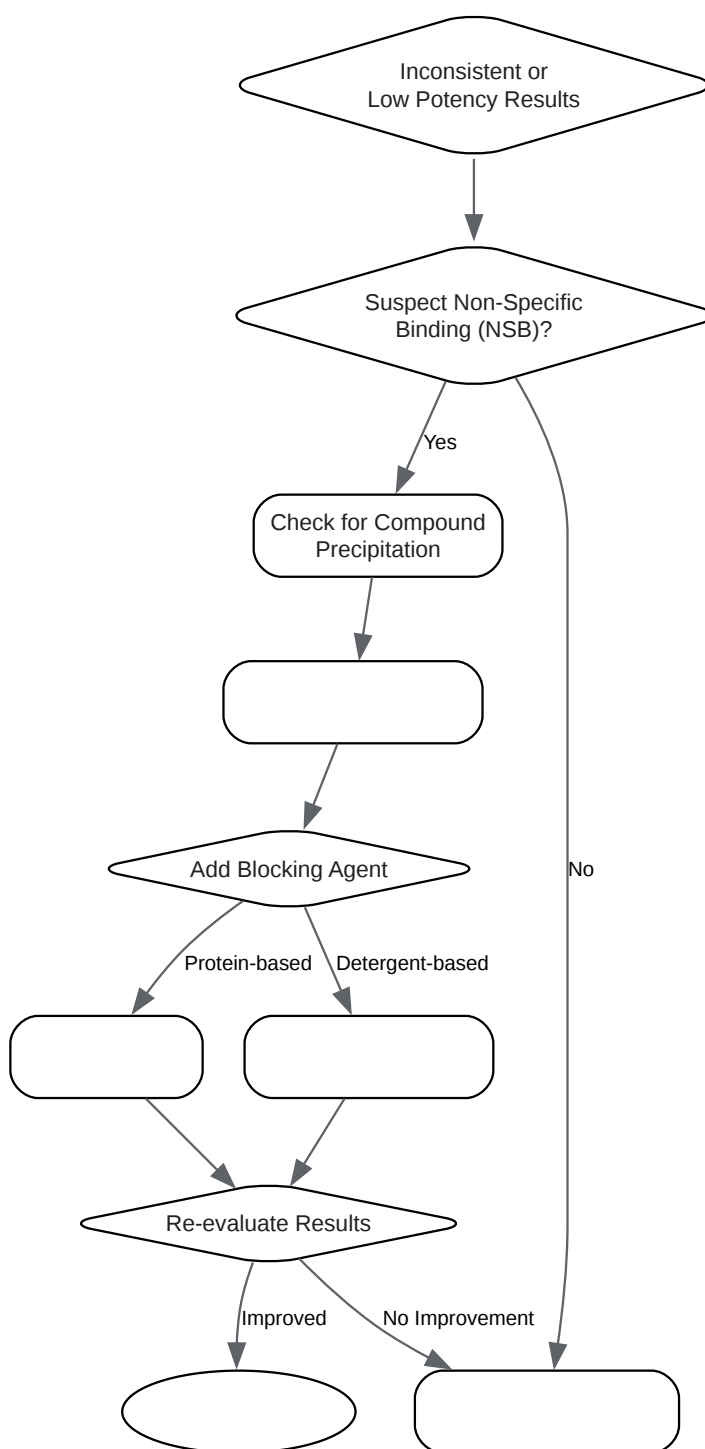 Inconsistent or
Low Potency Results
Suspect Non-Specific
Binding (NSB)?
Yes
Check for Compound
Precipitation
Add Blocking Agent
No
Protein-based
Detergent-based
Re-evaluate Results
Improved
No Improvement